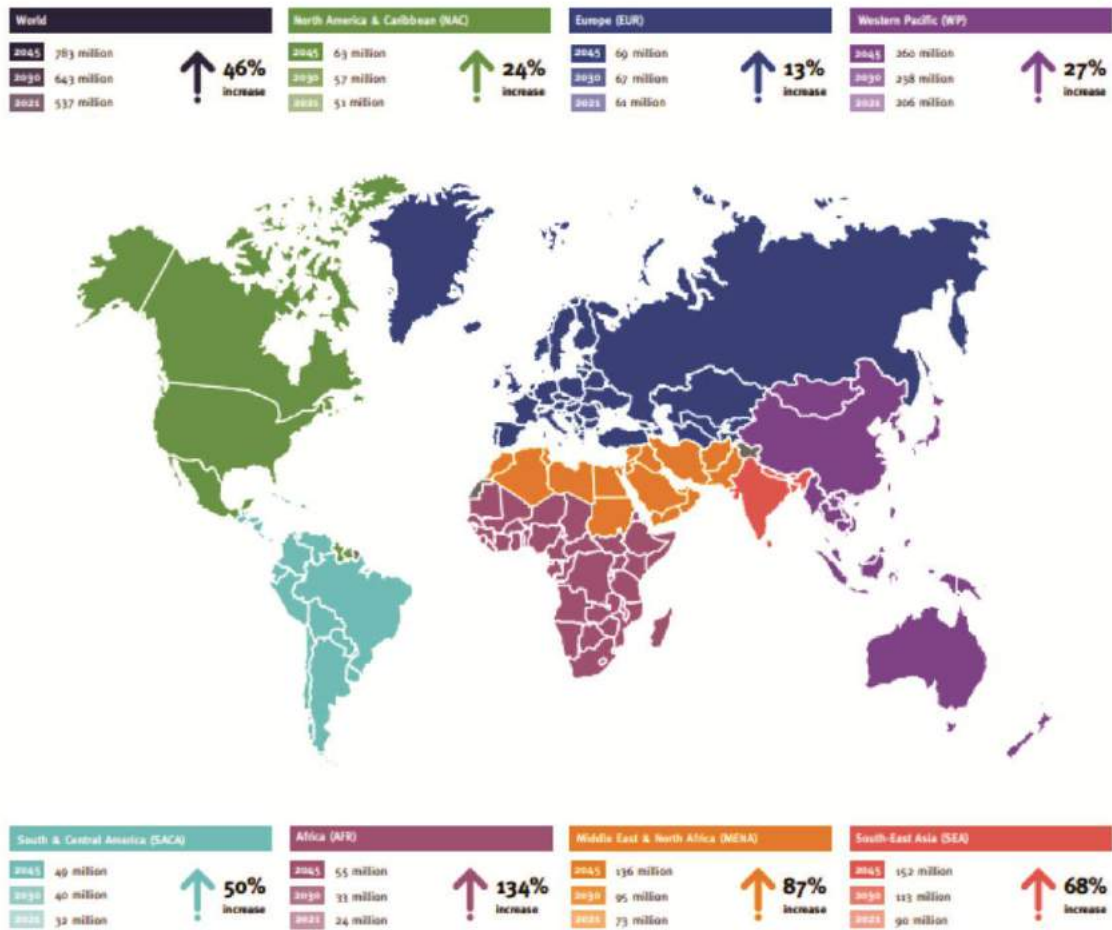 World
2045 783 million
2030 643 million
2021 537 million
46%
increase
North America & Caribbean (NAC)
2045 63 million
2030 57 million
2021 51 million
24%
increase
Europe (EUR)
2045 69 million
2030 67 million
2021 61 million
13%
increase
Western Pacific (WP)
2045 260 million
2030 238 million
2021 206 million
27%
increase
South & Central America (SACA)
2045 49 million
2030 40 million
2021 32 million
50%
increase
Africa (AFR)
2045 55 million
2030 33 million
2021 24 million
134%
increase
Middle East & North Africa (MENA)
2045 136 million
2030 95 million
2021 73 million
87%
increase
South-East Asia (SEA)
2045 152 million
2030 113 million
2021 90 million
68%
increase